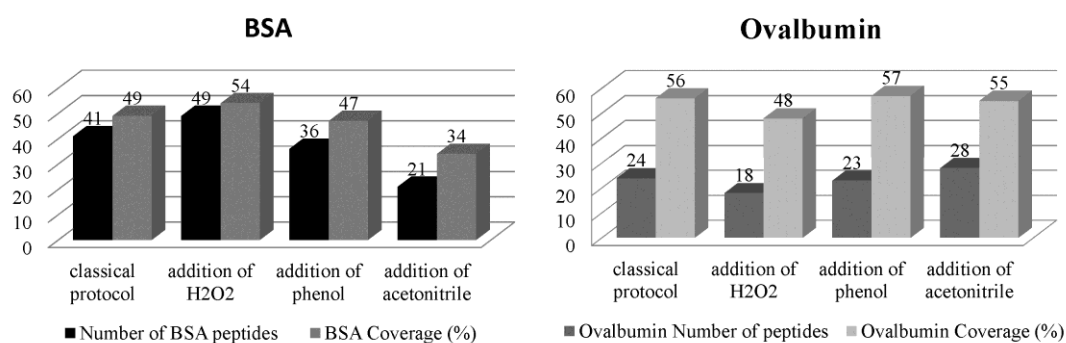 BSA
60
50
40
30
20
10
0
41 49
49 54
36 47
21 34
classical protocol
addition of H2O2
addition of phenol
addition of acetonitrile
Number of BSA peptides BSA Coverage (%)
Ovalbumin
60
50
40
30
20
10
0
24 56
18 48
23 57
28 55
classical protocol
addition of H2O2
addition of phenol
addition of acetonitrile
Ovalbumin Number of peptides Ovalbumin Coverage (%)